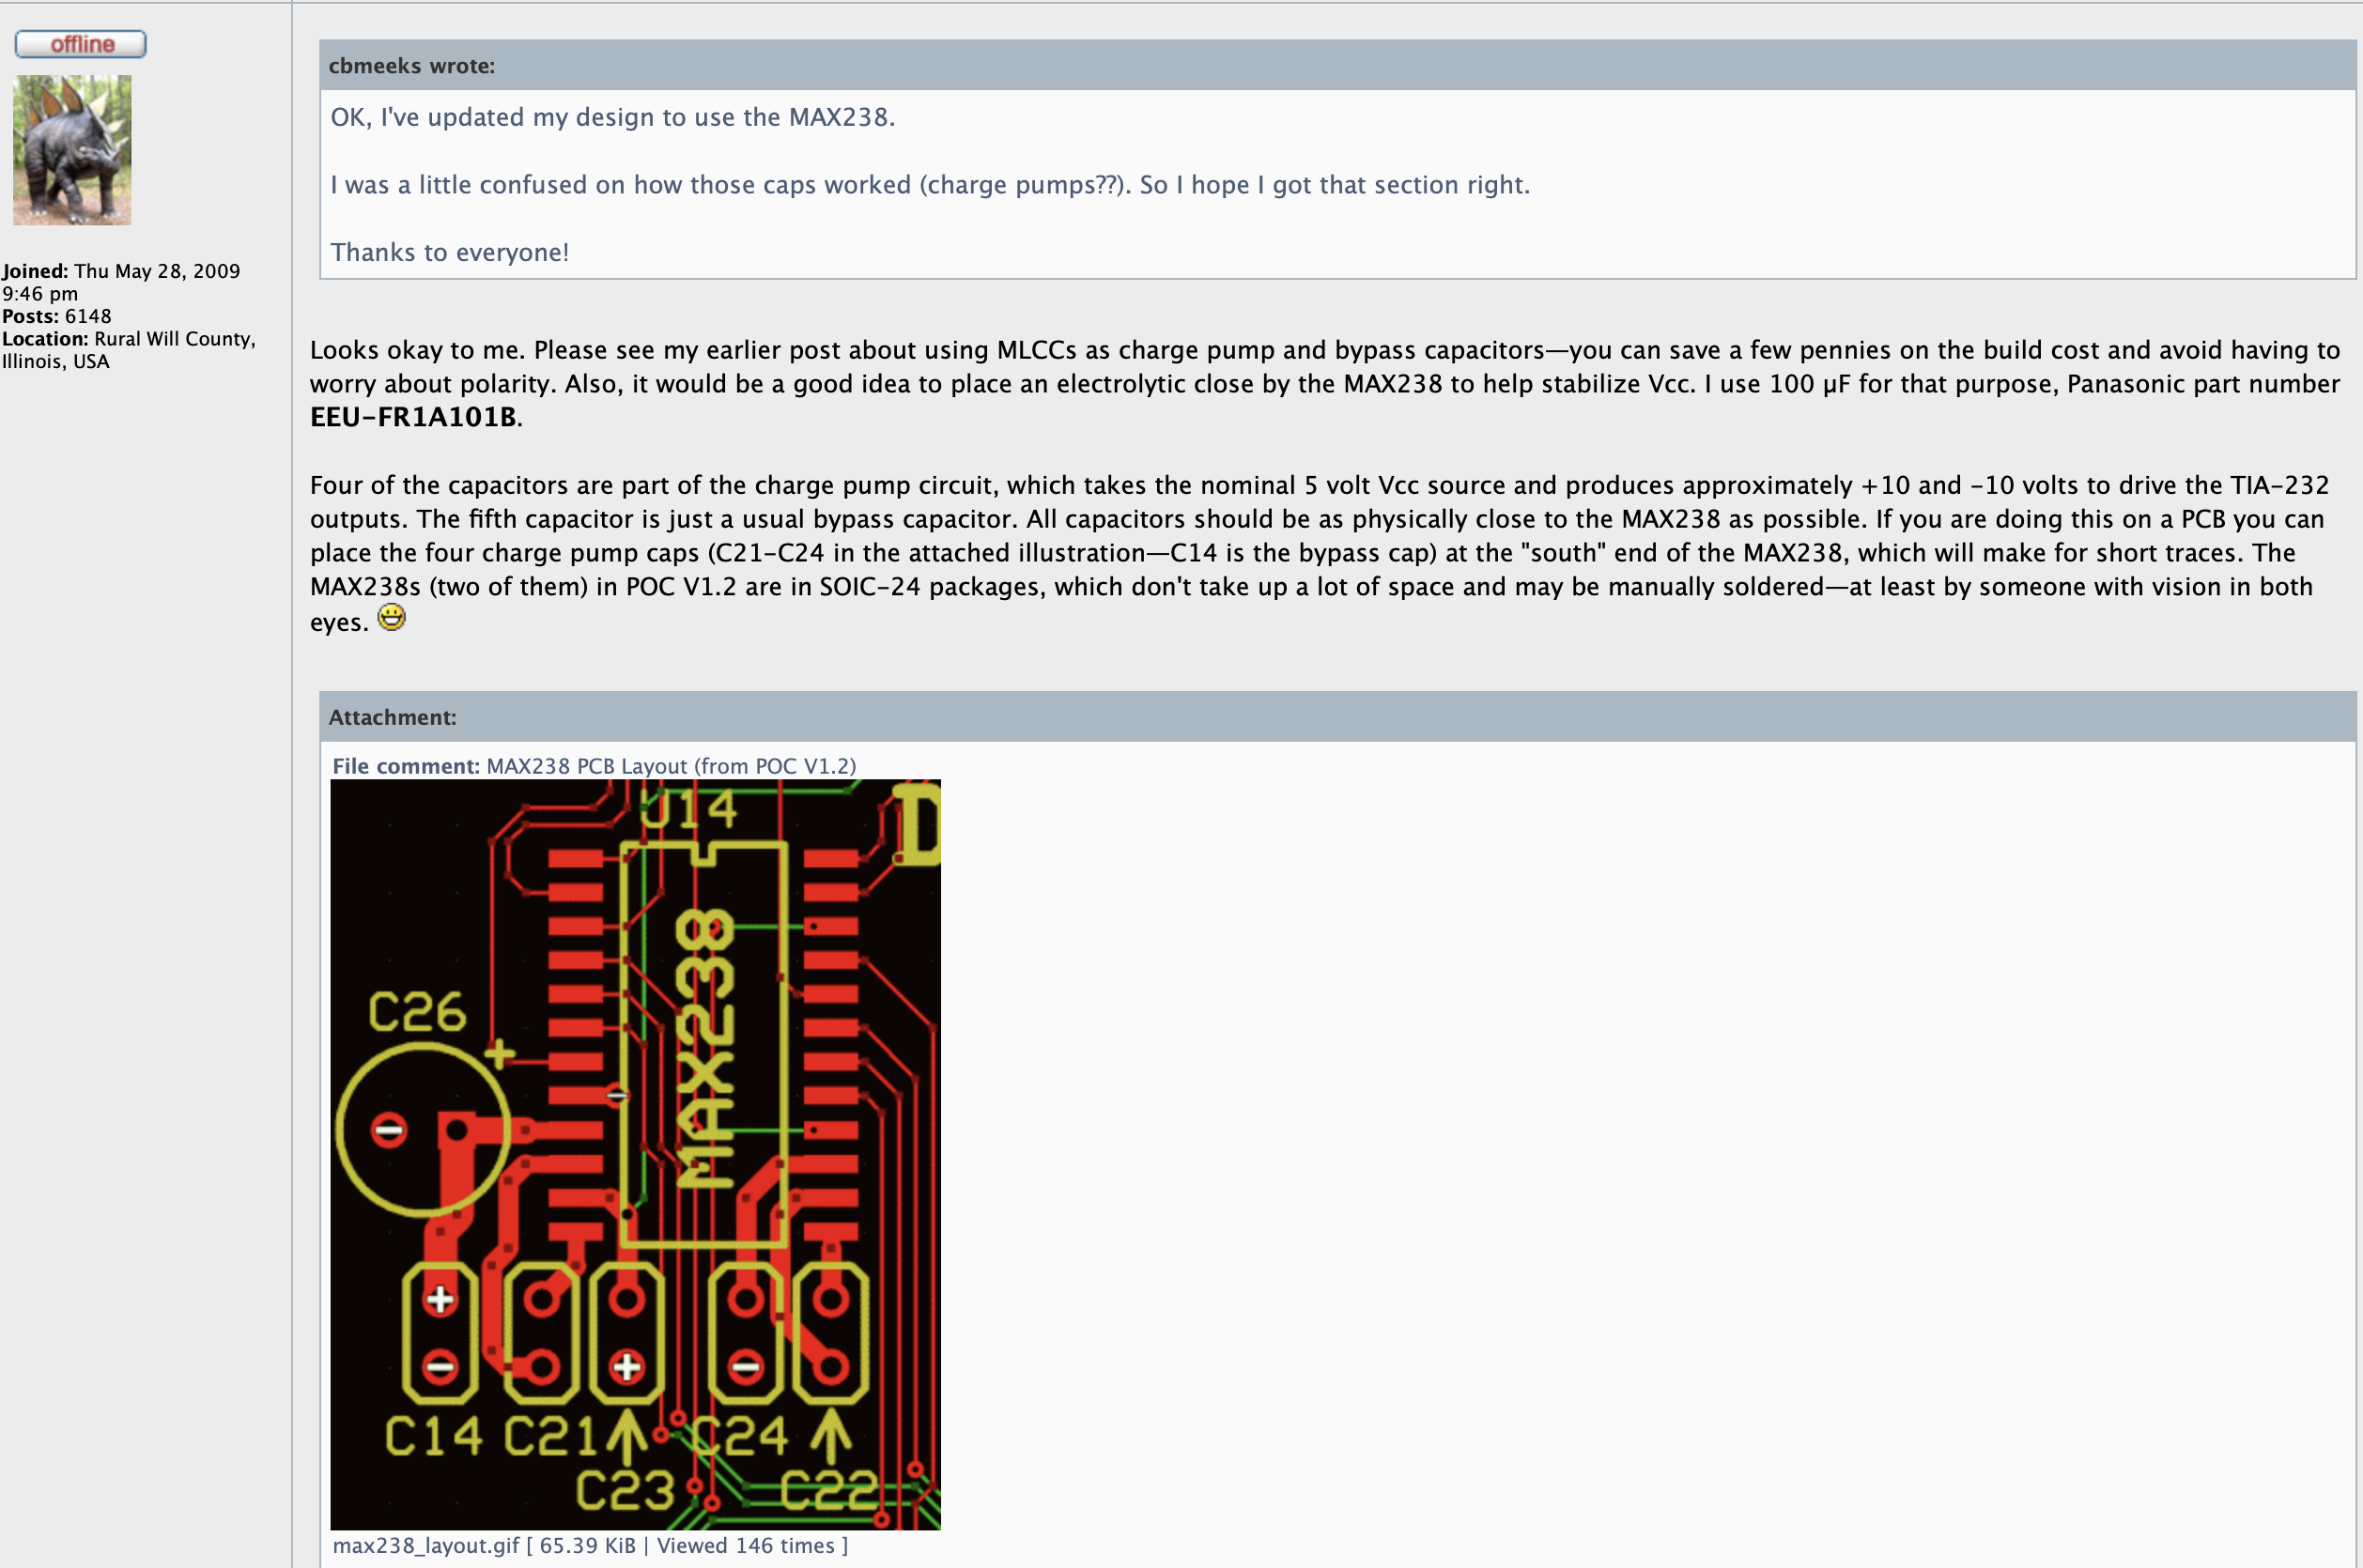 offline
Joined: Thu May 28, 2009
9:46 pm
Posts: 6148
Location: Rural Will County,
Illinois, USA
cbmeeks wrote:
OK, I've updated my design to use the MAX238.
I was a little confused on how those caps worked (charge pumps??). So I hope I got that section right.
Thanks to everyone!
Looks okay to me. Please see my earlier post about using MLCCs as charge pump and bypass capacitors—you can save a few pennies on the build cost and avoid having to
worry about polarity. Also, it would be a good idea to place an electrolytic close by the MAX238 to help stabilize Vcc. I use 100 µF for that purpose, Panasonic part number
EEU-FR1A101B.
Four of the capacitors are part of the charge pump circuit, which takes the nominal 5 volt Vcc source and produces approximately +10 and -10 volts to drive the TIA-232
outputs. The fifth capacitor is just a usual bypass capacitor. All capacitors should be as physically close to the MAX238 as possible. If you are doing this on a PCB you can
place the four charge pump caps (C21-C24 in the attached illustration—C14 is the bypass cap) at the "south" end of the MAX238, which will make for short traces. The
MAX238s (two of them) in POC V1.2 are in SOIC-24 packages, which don't take up a lot of space and may be manually soldered—at least by someone with vision in both
eyes.
Attachment:
File comment: MAX238 PCB Layout (from POC V1.2)
U14
D
MAX238
C26
+
C14 C21 C24
C23 C22
max238_layout.gif [ 65.39 KiB | Viewed 146 times ]